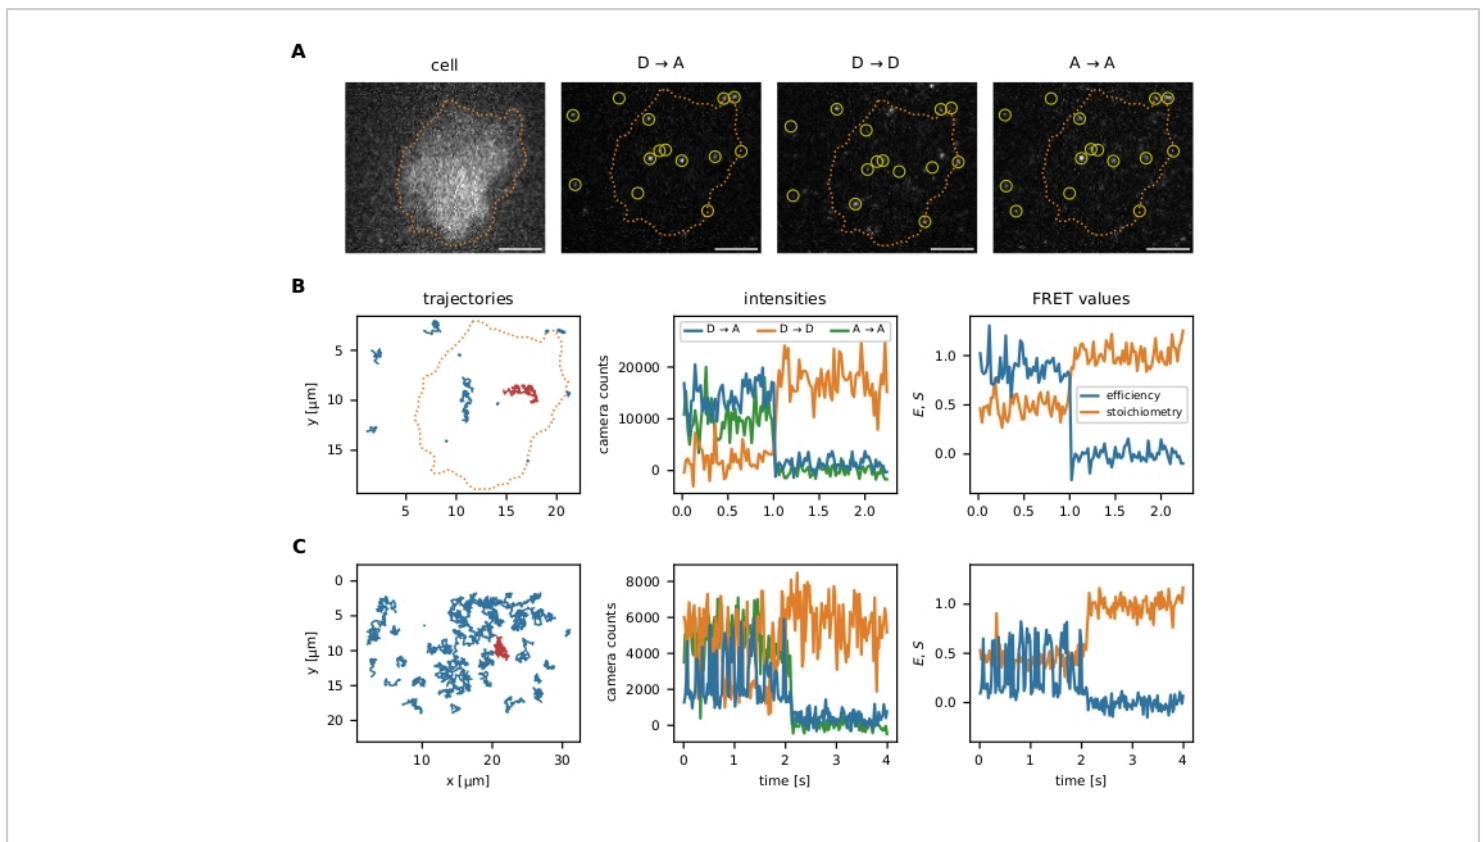 A
cell
D → A
D → D
A → A
B
trajectories
intensities
FRET values
y [μm]
5
10
15
5
10
15
20
camera counts
20000
10000
0
D → A
D → D
A → A
0.0
0.5
1.0
1.5
2.0
E, S
1.0
0.5
0.0
efficiency
stoichiometry
0.0
0.5
1.0
1.5
2.0
C
y [μm]
0
5
10
15
20
10
20
30
x [μm]
camera counts
8000
6000
4000
2000
0
0
1
2
3
4
time [s]
E, S
1.0
0.5
0.0
0
1
2
3
4
time [s]